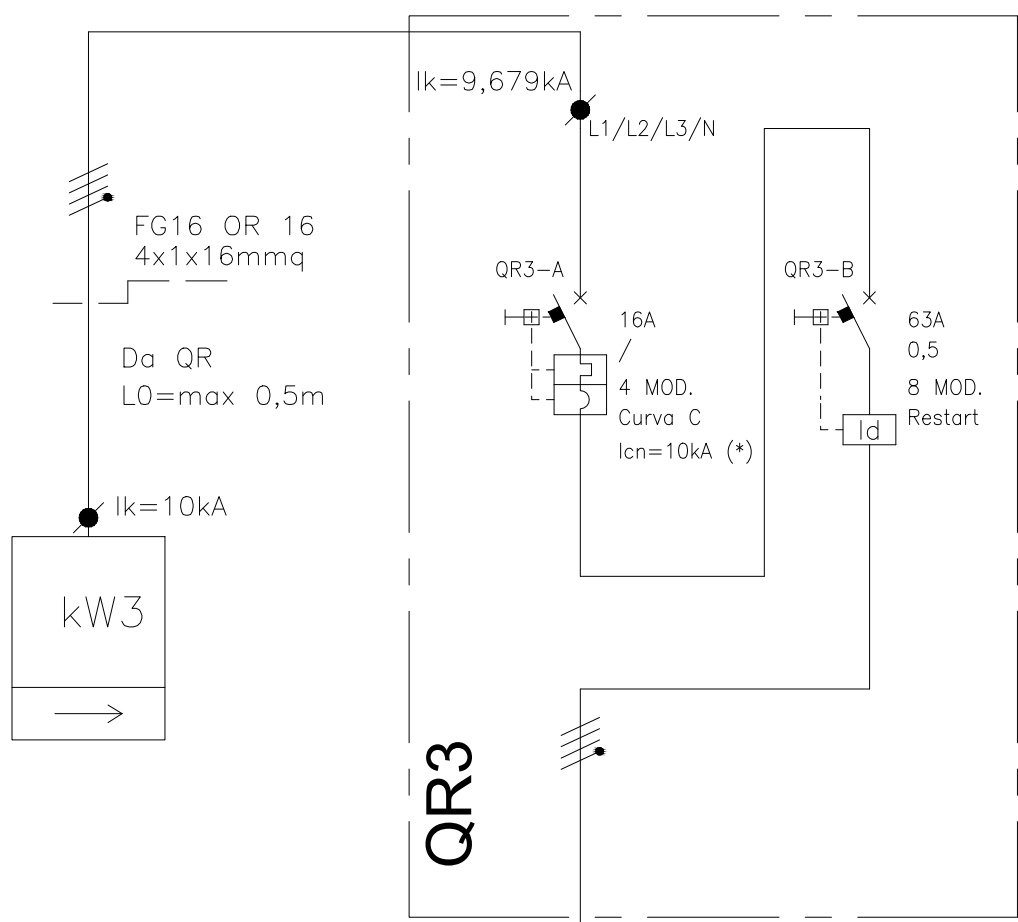 Ik=9,679kA
L1/L2/L3/N
FG16 OR 16
4x1x16mmq
Da QR
L0=max 0,5m
Ik=10kA
kW3
QR3-A
16A
/
4 MOD.
Curva C
Icn=10kA (*)
QR3-B
63A
0,5
8 MOD.
Restart
Id
QR3